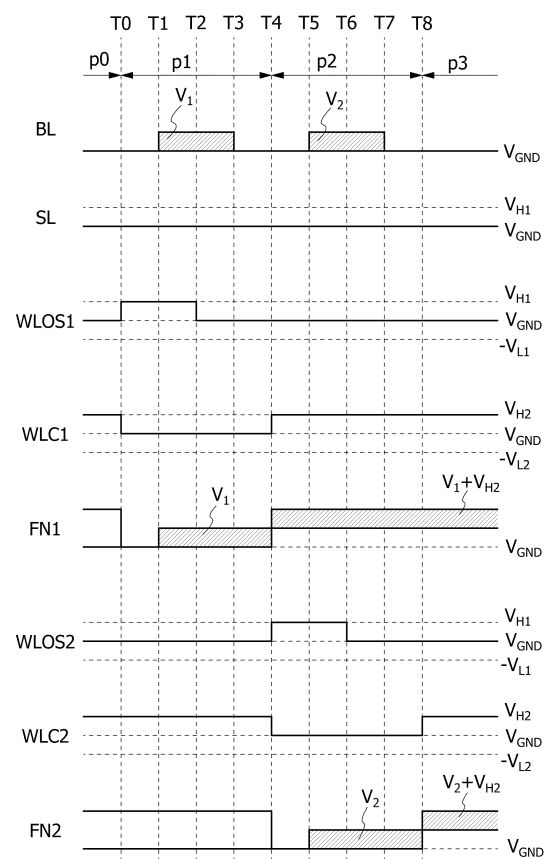 T0 T1 T2 T3 T4 T5 T6 T7 T8
p0 p1 p2 p3
V1 V2
BL
VGND
VH1
SL
VGND
VH1
WLOS1 VGND
-VL1
VH2
WLC1 VGND
-VL2
V1 V1+VH2
FN1
VGND
VH1
WLOS2 VGND
-VL1
VH2
WLC2 VGND
-VL2
V2 V2+VH2
FN2
VGND